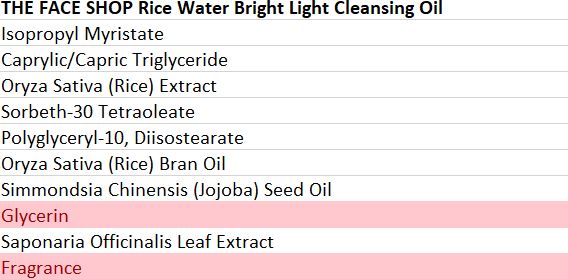 THE FACE SHOP Rice Water Bright Light Cleansing Oil
Isopropyl Myristate
Caprylic/Capric Triglyceride
Oryza Sativa (Rice) Extract
Sorbeth-30 Tetraoleate
Polyglyceryl-10, Diisostearate
Oryza Sativa (Rice) Bran Oil
Simmondsia Chinensis (Jojoba) Seed Oil
Glycerin
Saponaria Officinalis Leaf Extract
Fragrance